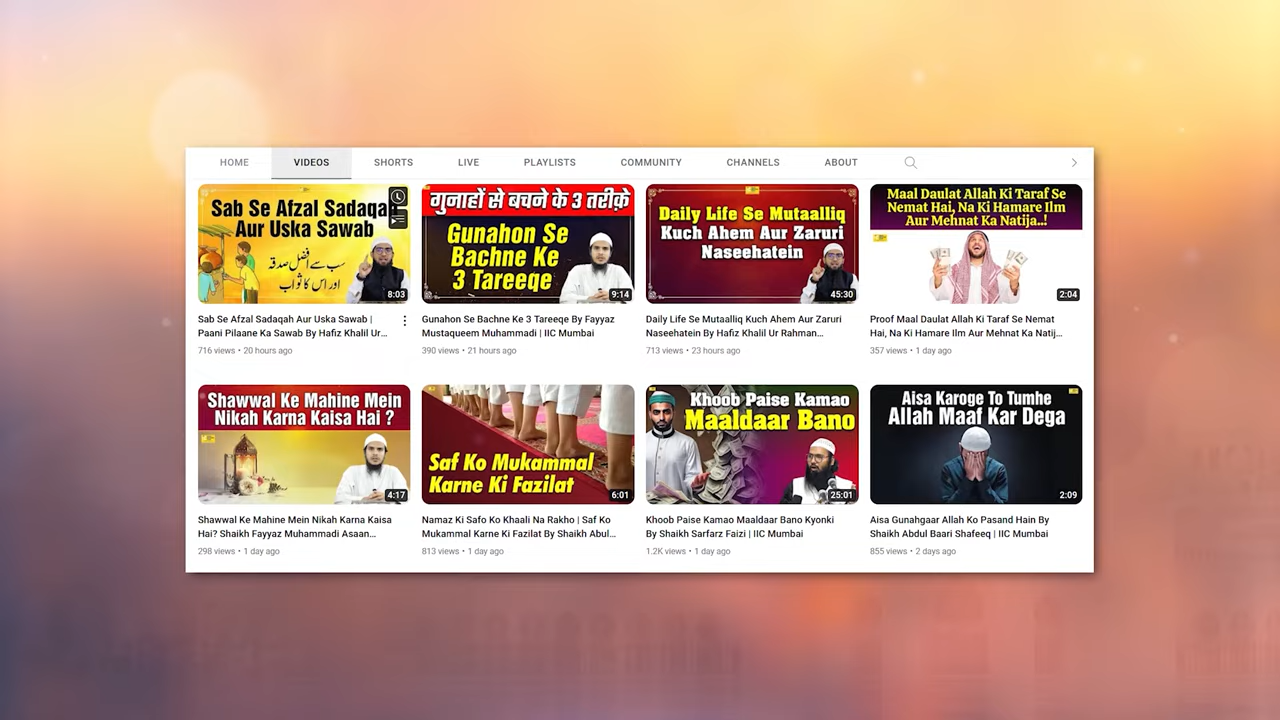 HOME VIDEOS SHORTS LIVE PLAYLISTS COMMUNITY CHANNELS ABOUT
Sab Se Afzal Sadaqah
Aur Uska Sawab
سب سے افضل صدقہ
اور اس کا ثواب
8:03
गुनाहों से बचने के 3 तरीक़े
Gunahon Se
Bachne Ke
3 Tareeqe
9:14
Daily Life Se Mutaalliq
Kuch Ahem Aur Zaruri
Naseehatein
45:30
Maal Daulat Allah Ki Taraf Se
Nemat Hai, Na Ki Hamare Ilm
Aur Mehnat Ka Natija..!
2:04
Sab Se Afzal Sadaqah Aur Uska Sawab |
Paani Pilaane Ka Sawab By Hafiz Khalil Ur...
716 views • 20 hours ago
Gunahon Se Bachne Ke 3 Tareeqe By Fayyaz
Mustaqueem Muhammadi | IIC Mumbai
390 views • 21 hours ago
Daily Life Se Mutaalliq Kuch Ahem Aur Zaruri
Naseehatein By Hafiz Khalil Ur Rahman...
713 views • 23 hours ago
Proof Maal Daulat Allah Ki Taraf Se Nemat
Hai, Na Ki Hamare Ilm Aur Mehnat Ka Natij...
357 views • 1 day ago
Shawwal Ke Mahine Mein
Nikah Karna Kaisa Hai ?
4:17
Saf Ko Mukammal
Karne Ki Fazilat
6:01
Khoob Paise Kamao
Maaldaar Bano
25:01
Aisa Karoge To Tumhe
Allah Maaf Kar Dega
2:09
Shawwal Ke Mahine Mein Nikah Karna Kaisa
Hai? Shaikh Fayyaz Muhammadi Asaan...
298 views • 1 day ago
Namaz Ki Safo Ko Khaali Na Rakho | Saf Ko
Mukammal Karne Ki Fazilat By Shaikh Abul...
813 views • 1 day ago
Khoob Paise Kamao Maaldaar Bano Kyonki
By Shaikh Sarfarz Faizi | IIC Mumbai
1.2K views • 1 day ago
Aisa Gunahgaar Allah Ko Pasand Hain By
Shaikh Abdul Baari Shafeeq | IIC Mumbai
855 views • 2 days ago